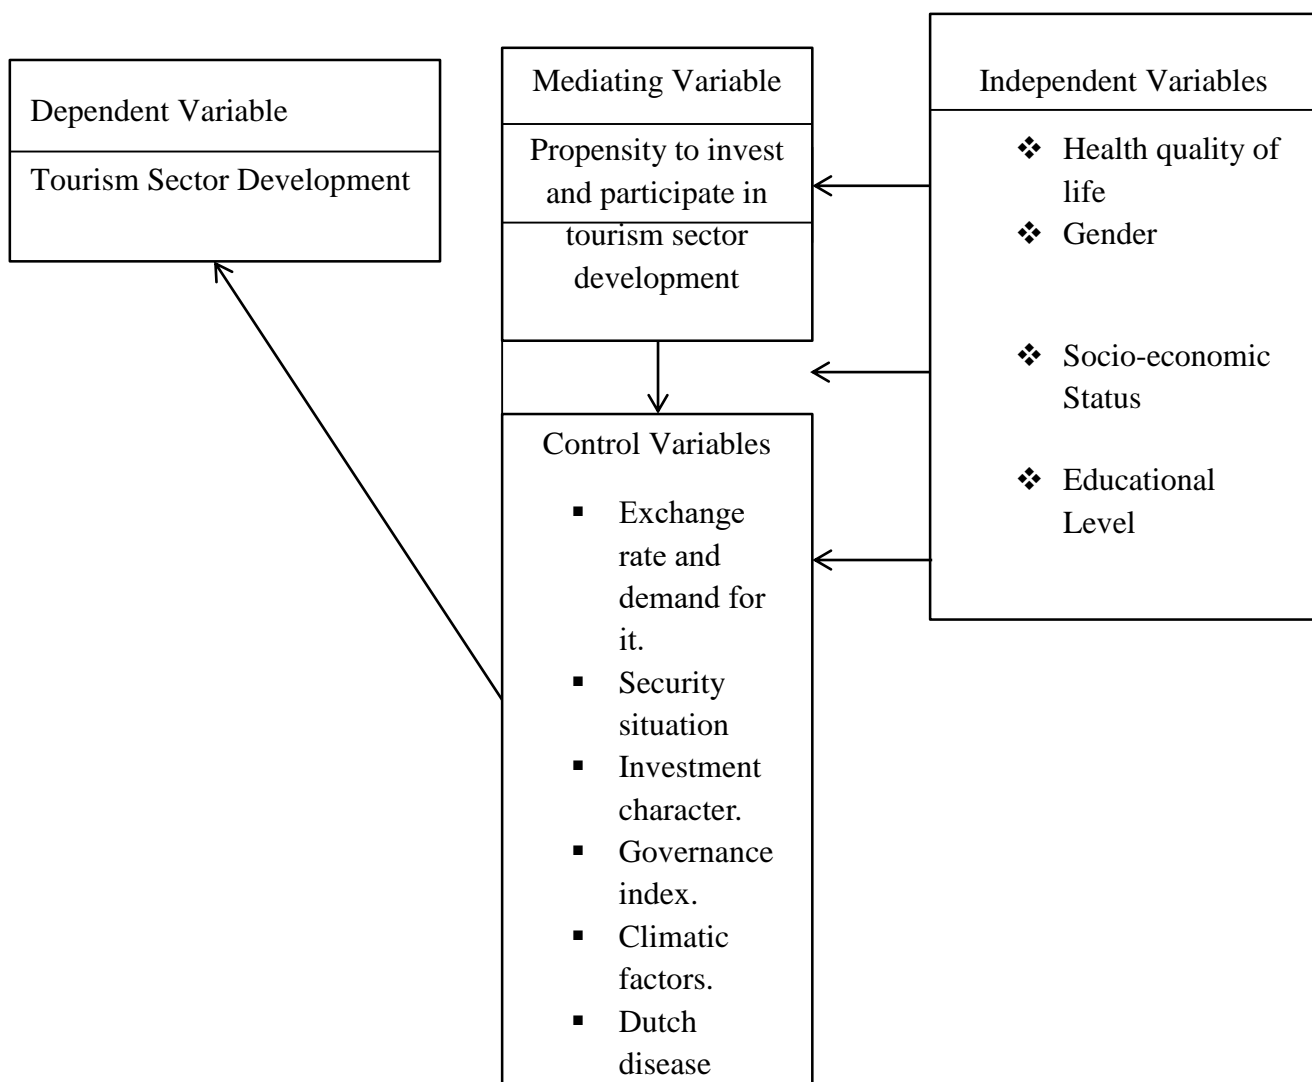 Dependent Variable
Tourism Sector Development
Mediating Variable
Propensity to invest
and participate in
tourism sector
development
Control Variables
▪ Exchange
rate and
demand for
it.
▪ Security
situation
▪ Investment
character.
▪ Governance
index.
▪ Climatic
factors.
▪ Dutch
disease
Independent Variables
❖ Health quality of
life
❖ Gender
❖ Socio-economic
Status
❖ Educational
Level